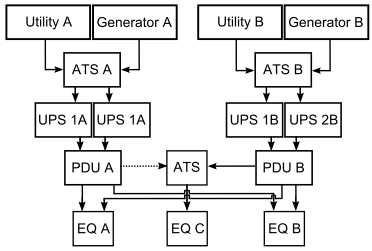 Utility A
Generator A
Utility B
Generator B
ATS A
ATS B
UPS 1A
UPS 1A
UPS 1B
UPS 2B
PDU A
ATS
PDU B
EQ A
EQ C
EQ B